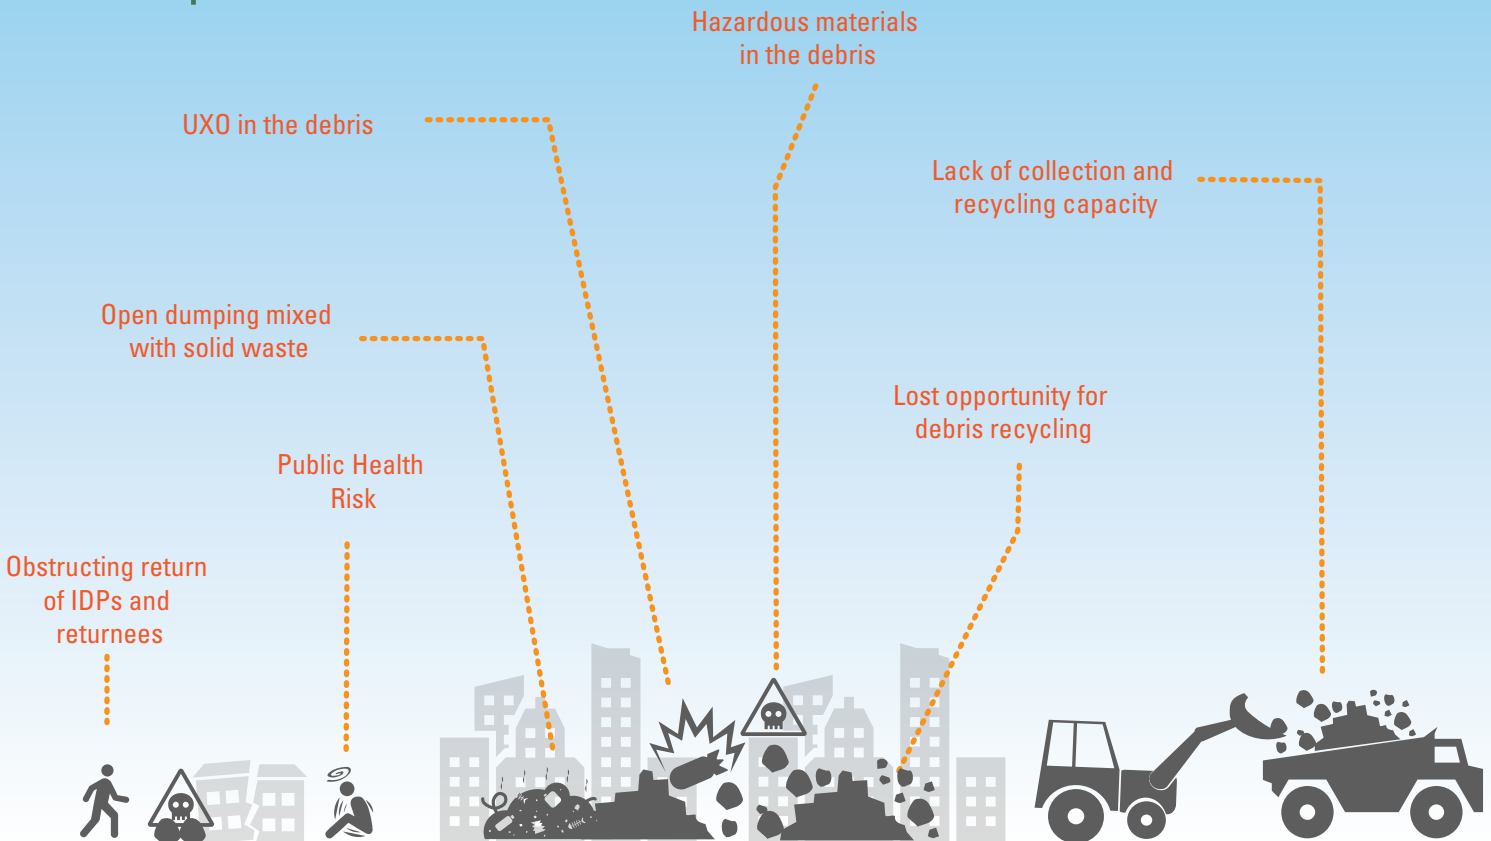 Hazardous materials
in the debris
UXO in the debris
Lack of collection and
recycling capacity
Open dumping mixed
with solid waste
Lost opportunity for
debris recycling
Public Health
Risk
Obstructing return
of IDPs and
returnees